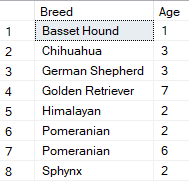 Breed Age
1 Basset Hound 1
2 Chihuahua 3
3 German Shepherd 3
4 Golden Retriever 7
5 Himalayan 2
6 Pomeranian 2
7 Pomeranian 6
8 Sphynx 2